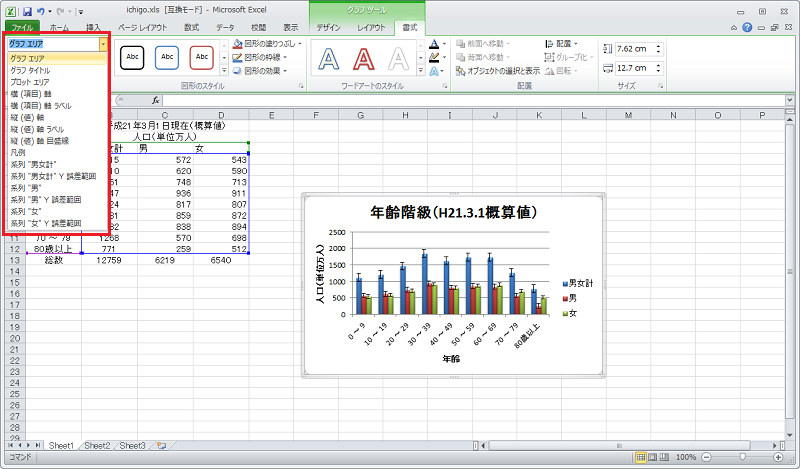 ichigo.xls [互換モード] - Microsoft Excel
グラフ ツール
ファイル ホーム 挿入 ページ レイアウト 数式 データ 校閲 表示 デザイン レイアウト 書式
グラフ エリア
グラフ エリア
グラフ タイトル
プロット エリア
横 (項目) 軸
横 (項目) 軸 ラベル
縦 (値) 軸
縦 (値) 軸 ラベル
縦 (値) 軸 目盛線
凡例
系列 "男女計"
系列 "男女計" Y 誤差範囲
系列 "男"
系列 "男" Y 誤差範囲
系列 "女"
系列 "女" Y 誤差範囲
Abc Abc Abc
図形の塗りつぶし
図形の枠線
図形の効果
図形のスタイル
A A A
ワードアートのスタイル
前面へ移動
背面へ移動
オブジェクトの選択と表示
配置
グループ化
回転
配置
7.62 cm
12.7 cm
サイズ
fx
B C D E F G H I J K L M N O P
成21年3月1日現在(概算値)
人口(単位万人)
女計 男 女
15 572 543
10 620 590
61 748 713
47 936 911
24 817 807
31 859 872
32 838 894
11 70 ～ 79 1268 570 698
12 80歳以上 771 259 512
13 総数 12759 6219 6540
14
15
16
17
18
19
20
21
22
23
24
25
26
27
28
29
年齢階級(H21.3.1概算値)
人口(単位万人)
2500
2000
1500
1000
500
0
0 ～ 9
10 ～ 19
20 ～ 29
30 ～ 39
40 ～ 49
50 ～ 59
60 ～ 69
70 ～ 79
80歳以上
年齢
男女計
男
女
Sheet1 Sheet2 Sheet3
コマンド
100%